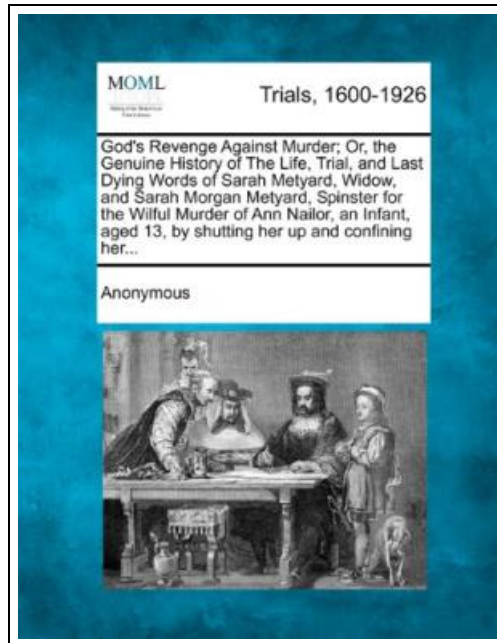 MOML
Trials, 1600-1926
God's Revenge Against Murder; Or, the
Genuine History of The Life, Trial, and Last
Dying Words of Sarah Metyard, Widow,
and Sarah Morgan Metyard, Spinster for
the Wilful Murder of Ann Nailor, an Infant,
aged 13, by shutting her up and confining
her...
Anonymous